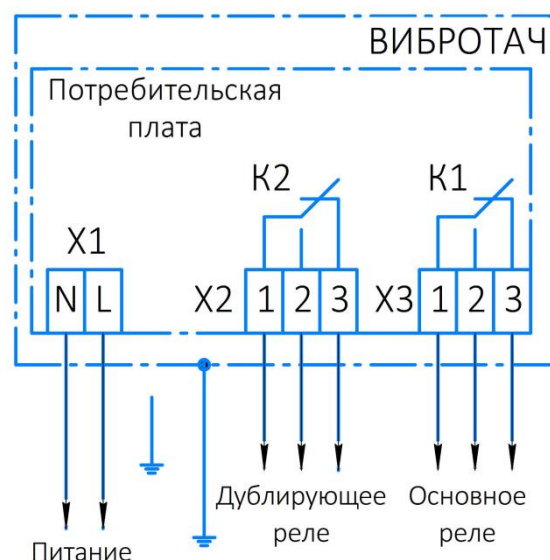 ВИБРОТАЧ
Потребительская
плата
К2 К1
Х1
N L Х2 1 2 3 Х3 1 2 3
Дублирующее Основное
реле реле
Питание